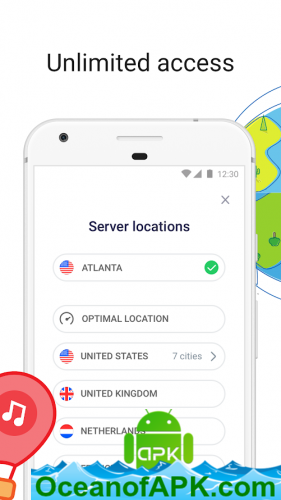 Unlimited access
12:30
Server locations
ATLANTA
OPTIMAL LOCATION
UNITED STATES 7 cities
UNITED KINGDOM
NETHERLANDS
APK
OceanofAPK.com